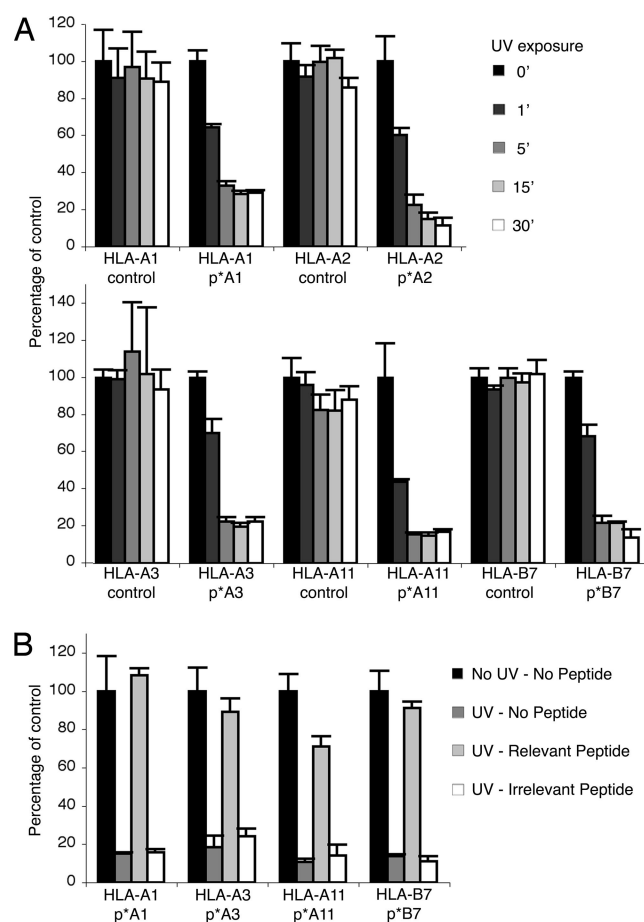 A
Percentage of control
120
100
80
60
40
20
0
HLA-A1 HLA-A1 HLA-A2 HLA-A2
control p*A1 control p*A2
UV exposure
0'
1'
5'
15'
30'
140
120
100
80
60
40
20
0
HLA-A3 HLA-A3 HLA-A11 HLA-A11 HLA-B7 HLA-B7
control p*A3 control p*A11 control p*B7
B
Percentage of control
120
100
80
60
40
20
0
HLA-A1 HLA-A3 HLA-A11 HLA-B7
p*A1 p*A3 p*A11 p*B7
No UV - No Peptide
UV - No Peptide
UV - Relevant Peptide
UV - Irrelevant Peptide